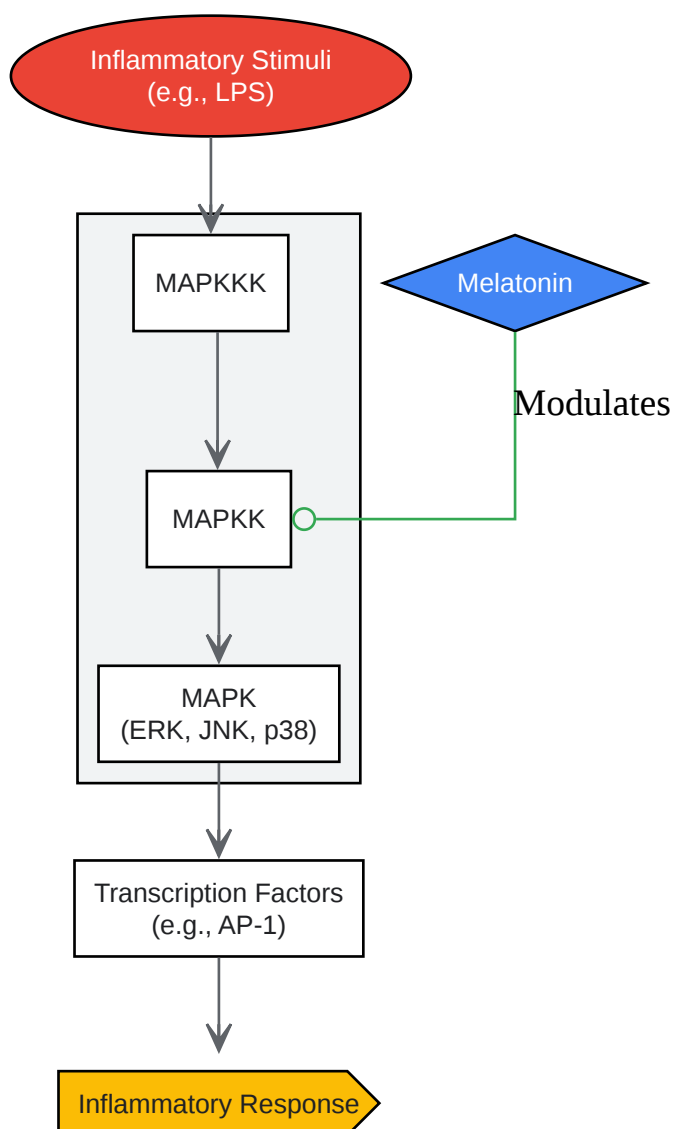 Inflammatory Stimuli
(e.g., LPS)
MAPKKK
Melatonin
Modulates
MAPKK
MAPK
(ERK, JNK, p38)
Transcription Factors
(e.g., AP-1)
Inflammatory Response